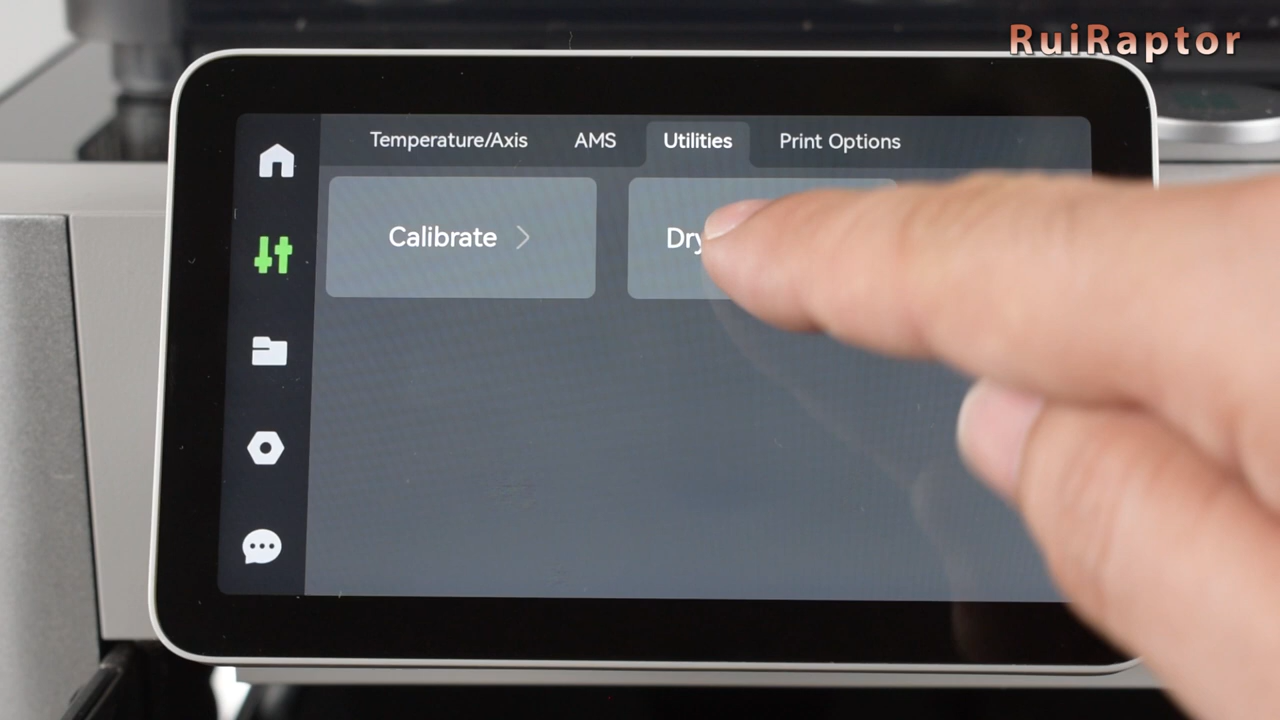 RuiRaptor
Temperature/Axis AMS Utilities Print Options
Calibrate Dry